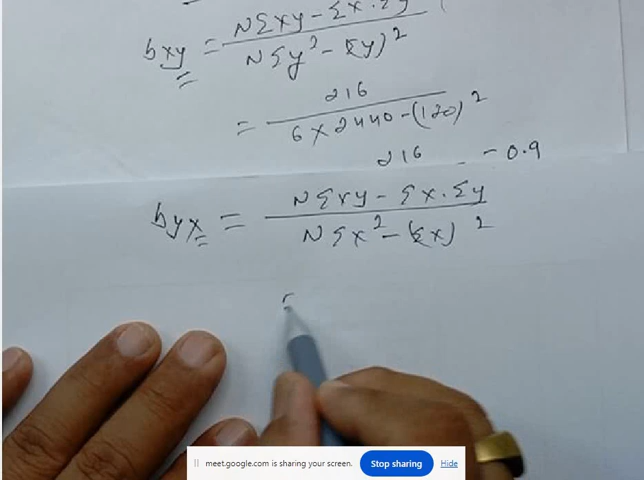 bxy = NΣxy - Σx.Σy / NΣy² - (Σy)²
= 216 / 6 × 2440 - (120)²
216 - 0.9
byx = NΣxy - Σx.Σy / NΣx² - (Σx)²
meet.google.com is sharing your screen. Stop sharing Hide